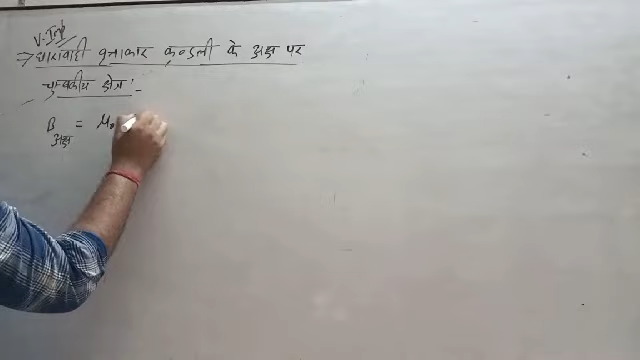 V. Imp
⇒ धारावाही वृत्ताकार कुण्डली के अक्ष पर
चुम्बकीय क्षेत्र :-
B अक्ष = μ₀